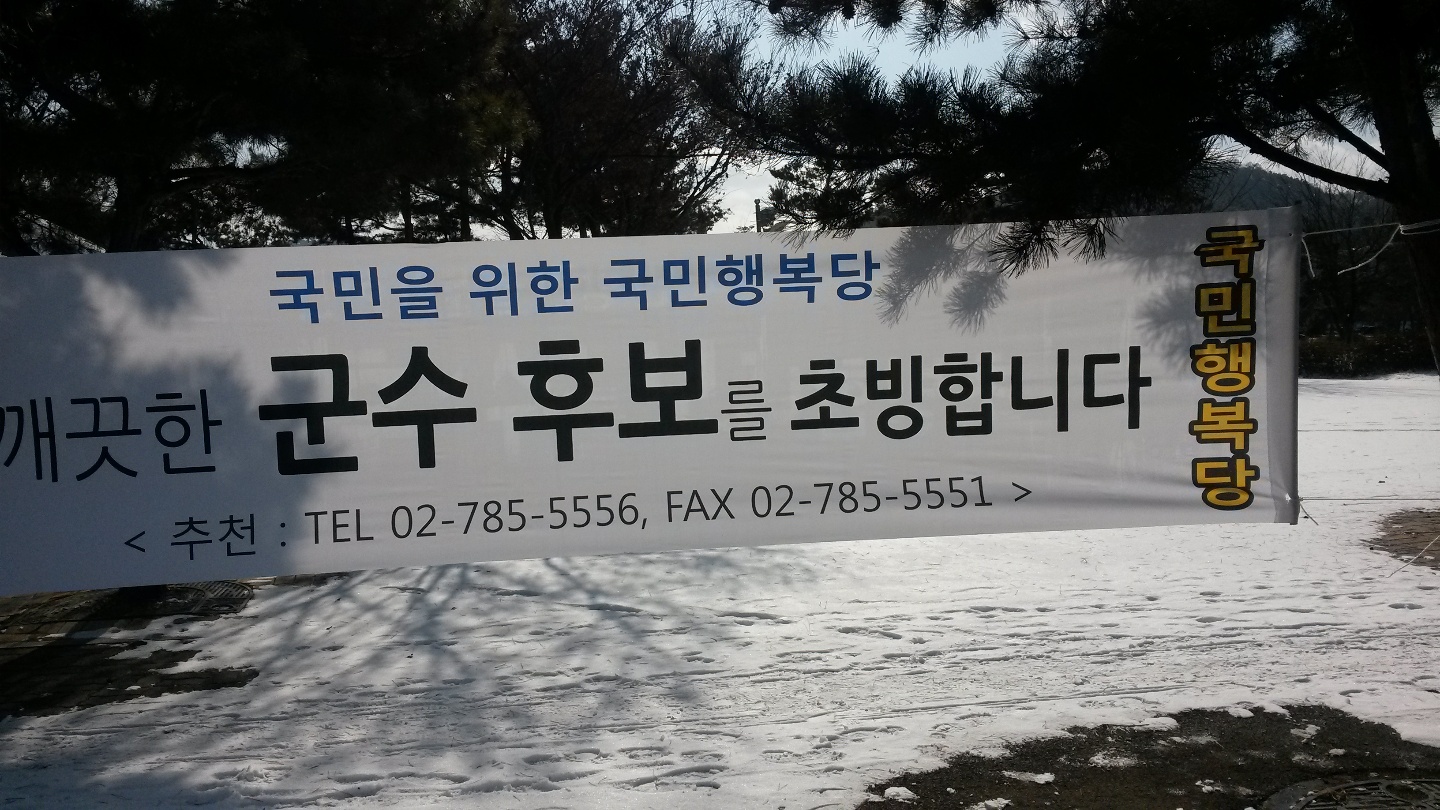 국민을 위한 국민행복당
깨끗한 군수 후보를 초빙합니다
< 추천 : TEL 02-785-5556, FAX 02-785-5551 >
국민행복당